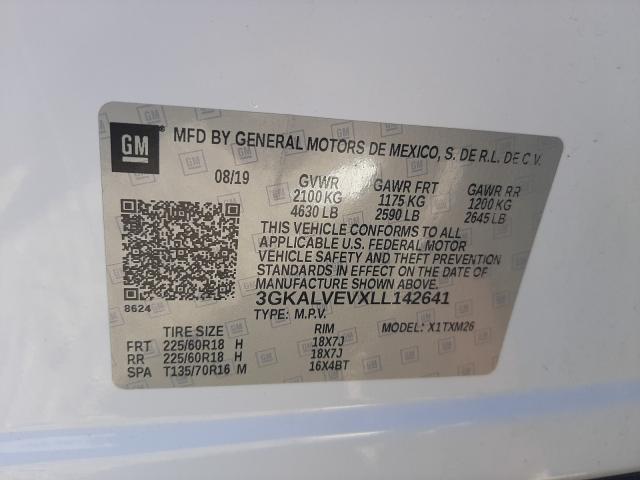 GM
® MFD BY GENERAL MOTORS DE MEXICO, S. DE R.L. DE C.V.
08/19 GVWR GAWR FRT GAWR RR
2100 KG 1175 KG 1200 KG
4630 LB 2590 LB 2645 LB
THIS VEHICLE CONFORMS TO ALL
APPLICABLE U.S. FEDERAL MOTOR
VEHICLE SAFETY AND THEFT PREVENTION
STANDARDS IN EFFECT ON THE DATE OF
MANUFACTURE SHOWN ABOVE.
8624 3GKALVEVXLL142641
TYPE: M.P.V. MODEL: X1TXM26
TIRE SIZE RIM
FRT 225/60R18 H 18X7J
RR 225/60R18 H 18X7J
SPA T135/70R16 M 16X4BT